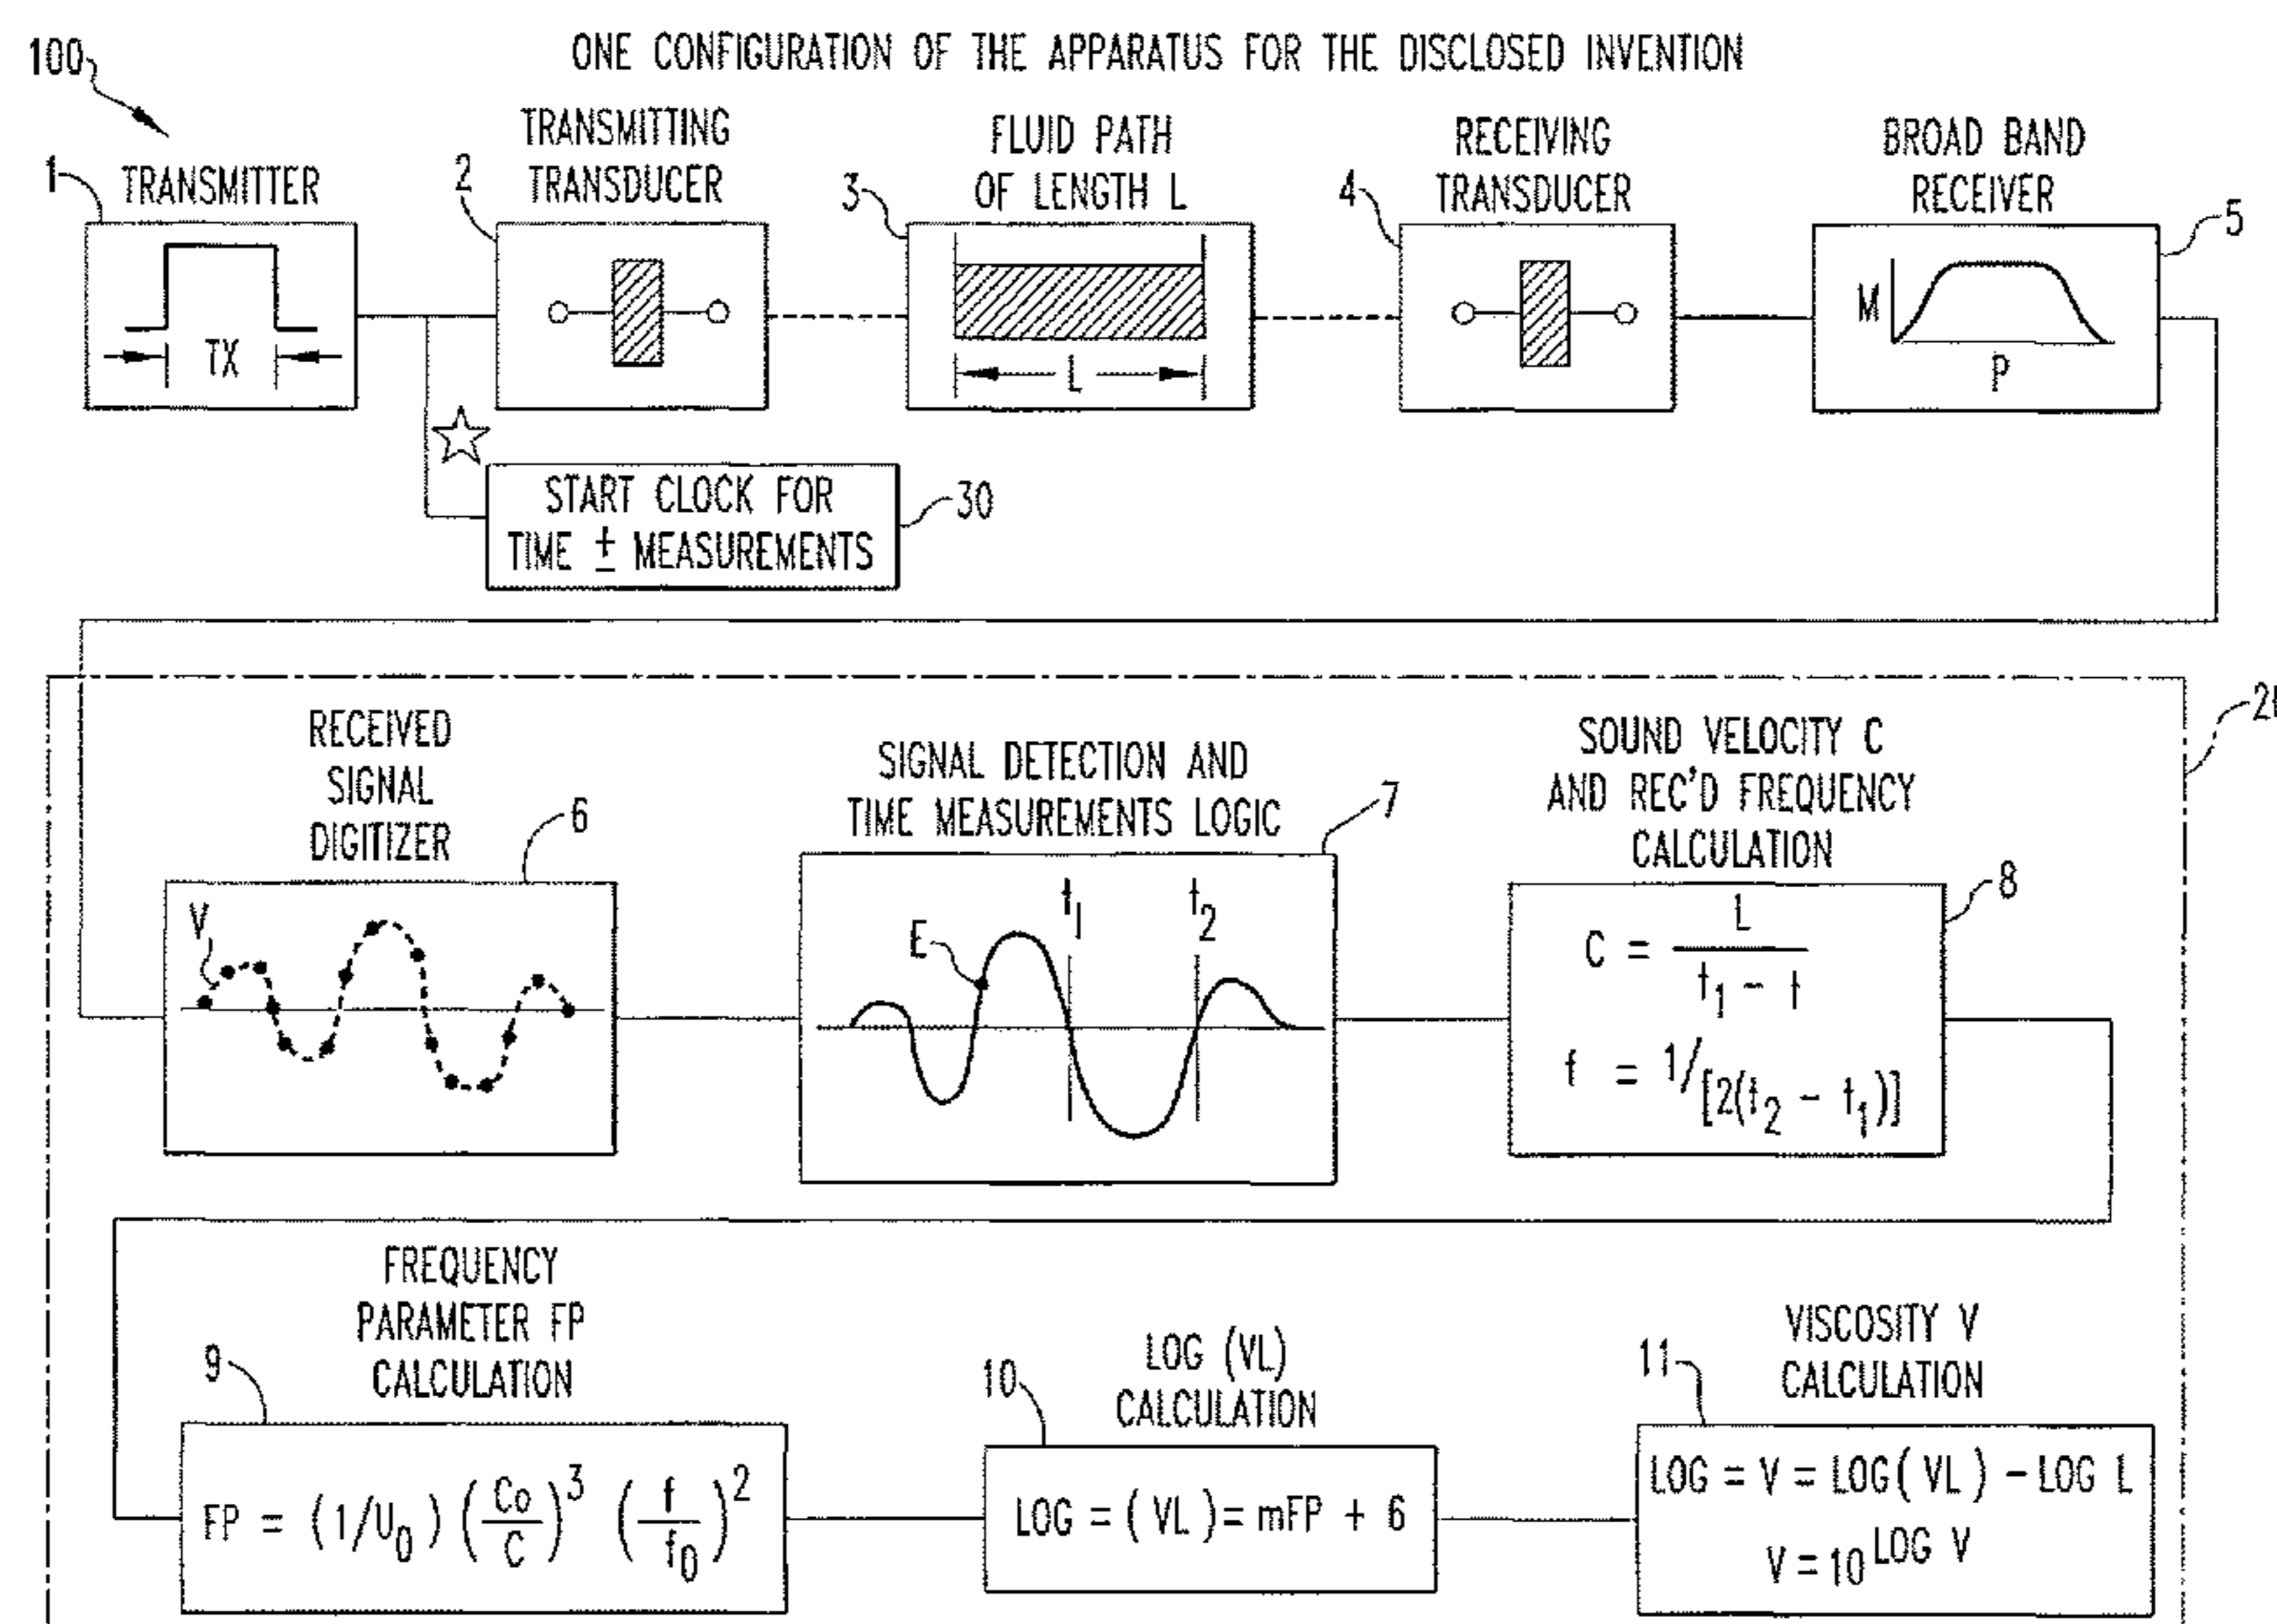 ONE CONFIGURATION OF THE APPARATUS FOR THE DISCLOSED INVENTION
100
1
TRANSMITTER
TX
2
TRANSMITTING
TRANSDUCER
3
FLUID PATH
OF LENGTH L
L
4
RECEIVING
TRANSDUCER
BROAD BAND
RECEIVER
5
M
P
START CLOCK FOR
TIME ± MEASUREMENTS
30
RECEIVED
SIGNAL
DIGITIZER
6
V
SIGNAL DETECTION AND
TIME MEASUREMENTS LOGIC
7
E
t₁
t₂
SOUND VELOCITY C
AND REC'D FREQUENCY
CALCULATION
8
C = L / t₁ - t
f = 1/[2(t₂ - t₁)]
FREQUENCY
PARAMETER FP
CALCULATION
9
FP = (1/U₀) (C₀/C)³ (f/f₀)²
LOG (VL)
CALCULATION
10
LOG = (VL) = mFP + 6
VISCOSITY V
CALCULATION
11
LOG = V = LOG(VL) - LOG L
V = 10^LOG V